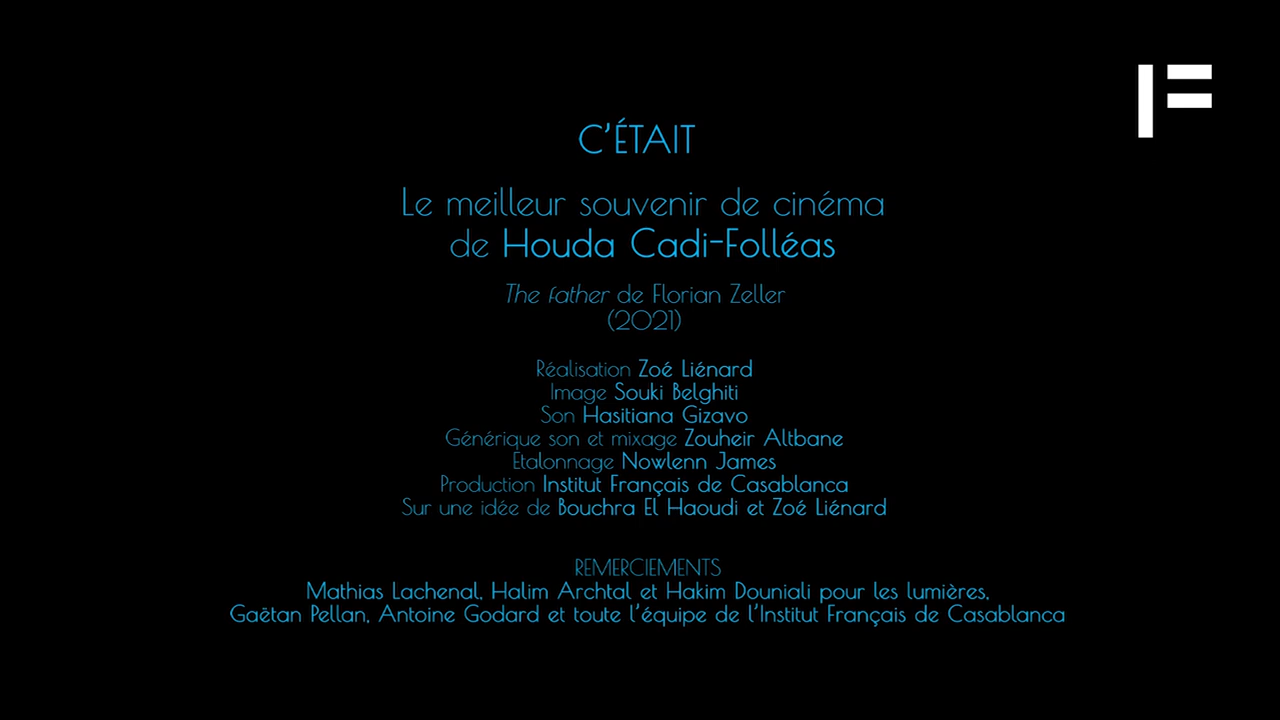 IF
C'ÉTAIT
Le meilleur souvenir de cinéma
de Houda Cadi-Folléas
The father de Florian Zeller
(2021)
Réalisation Zoé Liénard
Image Souki Belghiti
Son Hasitiana Gizavo
Générique son et mixage Zouheir Altbane
Etalonnage Nowlenn James
Production Institut Français de Casablanca
Sur une idée de Bouchra El Haoudi et Zoé Liénard
REMERCIEMENTS
Mathias Lachenal, Halim Archtal et Hakim Douniali pour les lumières,
Gaëtan Pellan, Antoine Godard et toute l'équipe de l'Institut Français de Casablanca